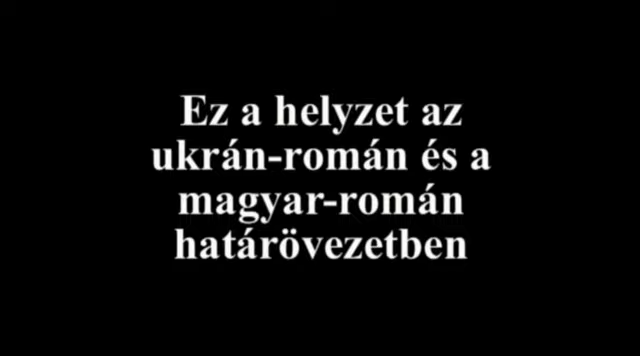 Ez a helyzet az
ukrán-román és a
magyar-román
határövezetben